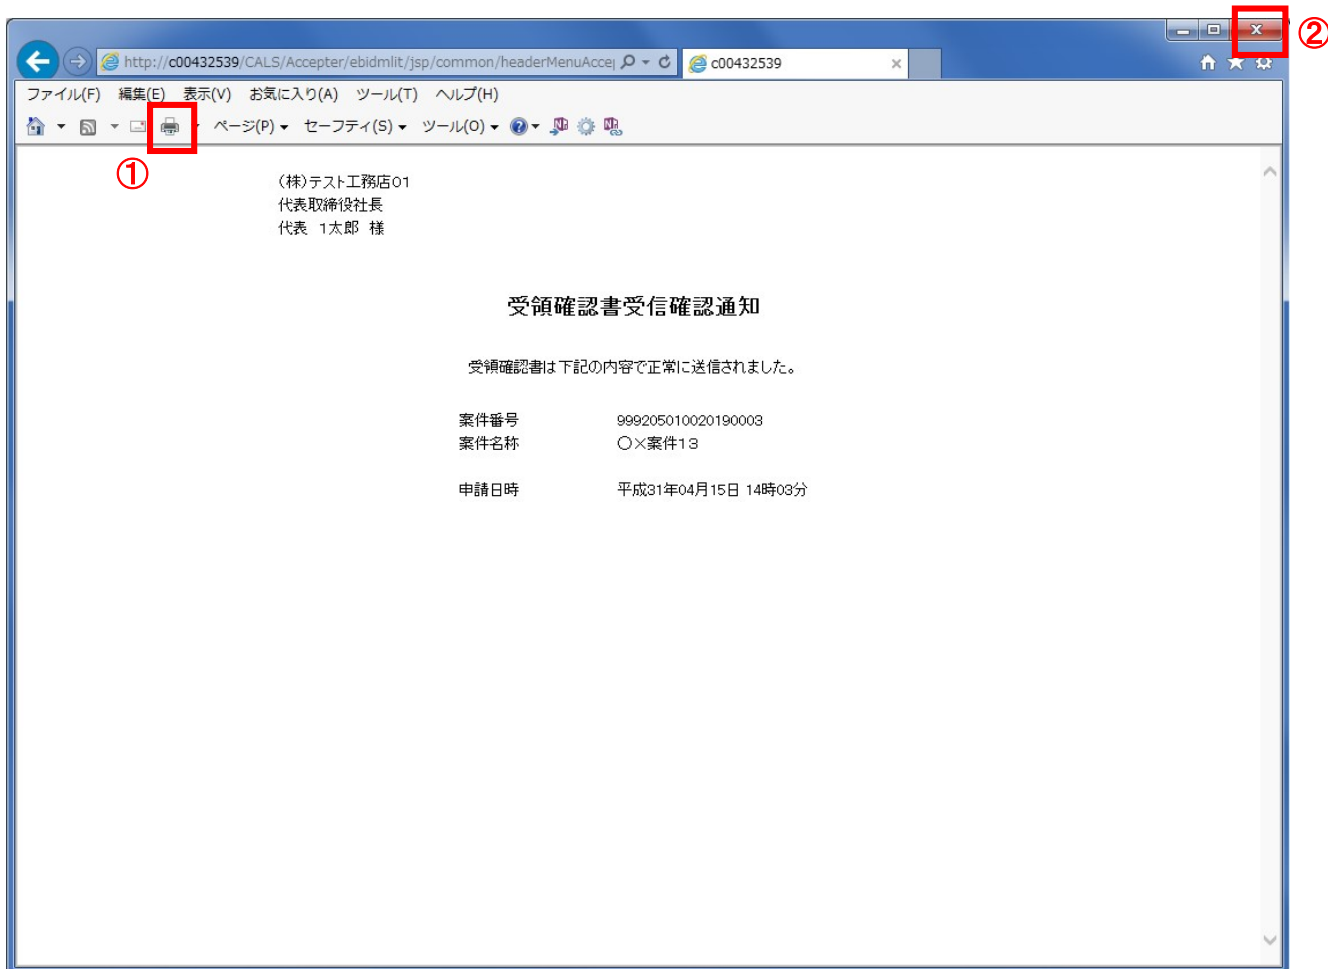 ②
http://c00432539/CALS/Accepter/ebidmlit/jsp/common/headerMenuAccep
c00432539
ファイル(F) 編集(E) 表示(V) お気に入り(A) ツール(T) ヘルプ(H)
ページ(P) セーフティ(S) ツール(O)
①
(株)テスト工務店01
代表取締役社長
代表 1太郎 様
受領確認書受信確認通知
受領確認書は下記の内容で正常に送信されました。
案件番号 999205010020190003
案件名称 〇×案件13
申請日時 平成31年04月15日 14時03分